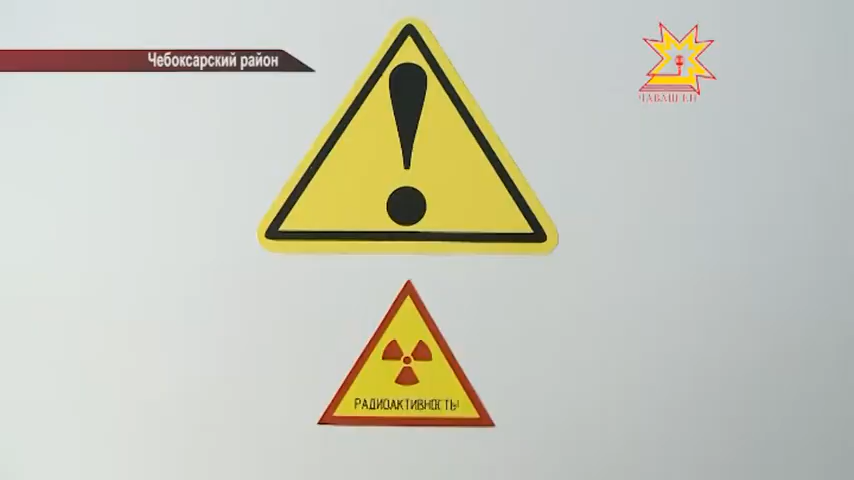 Чебоксарский район
РАДИОАКТИВНОСТЬ!